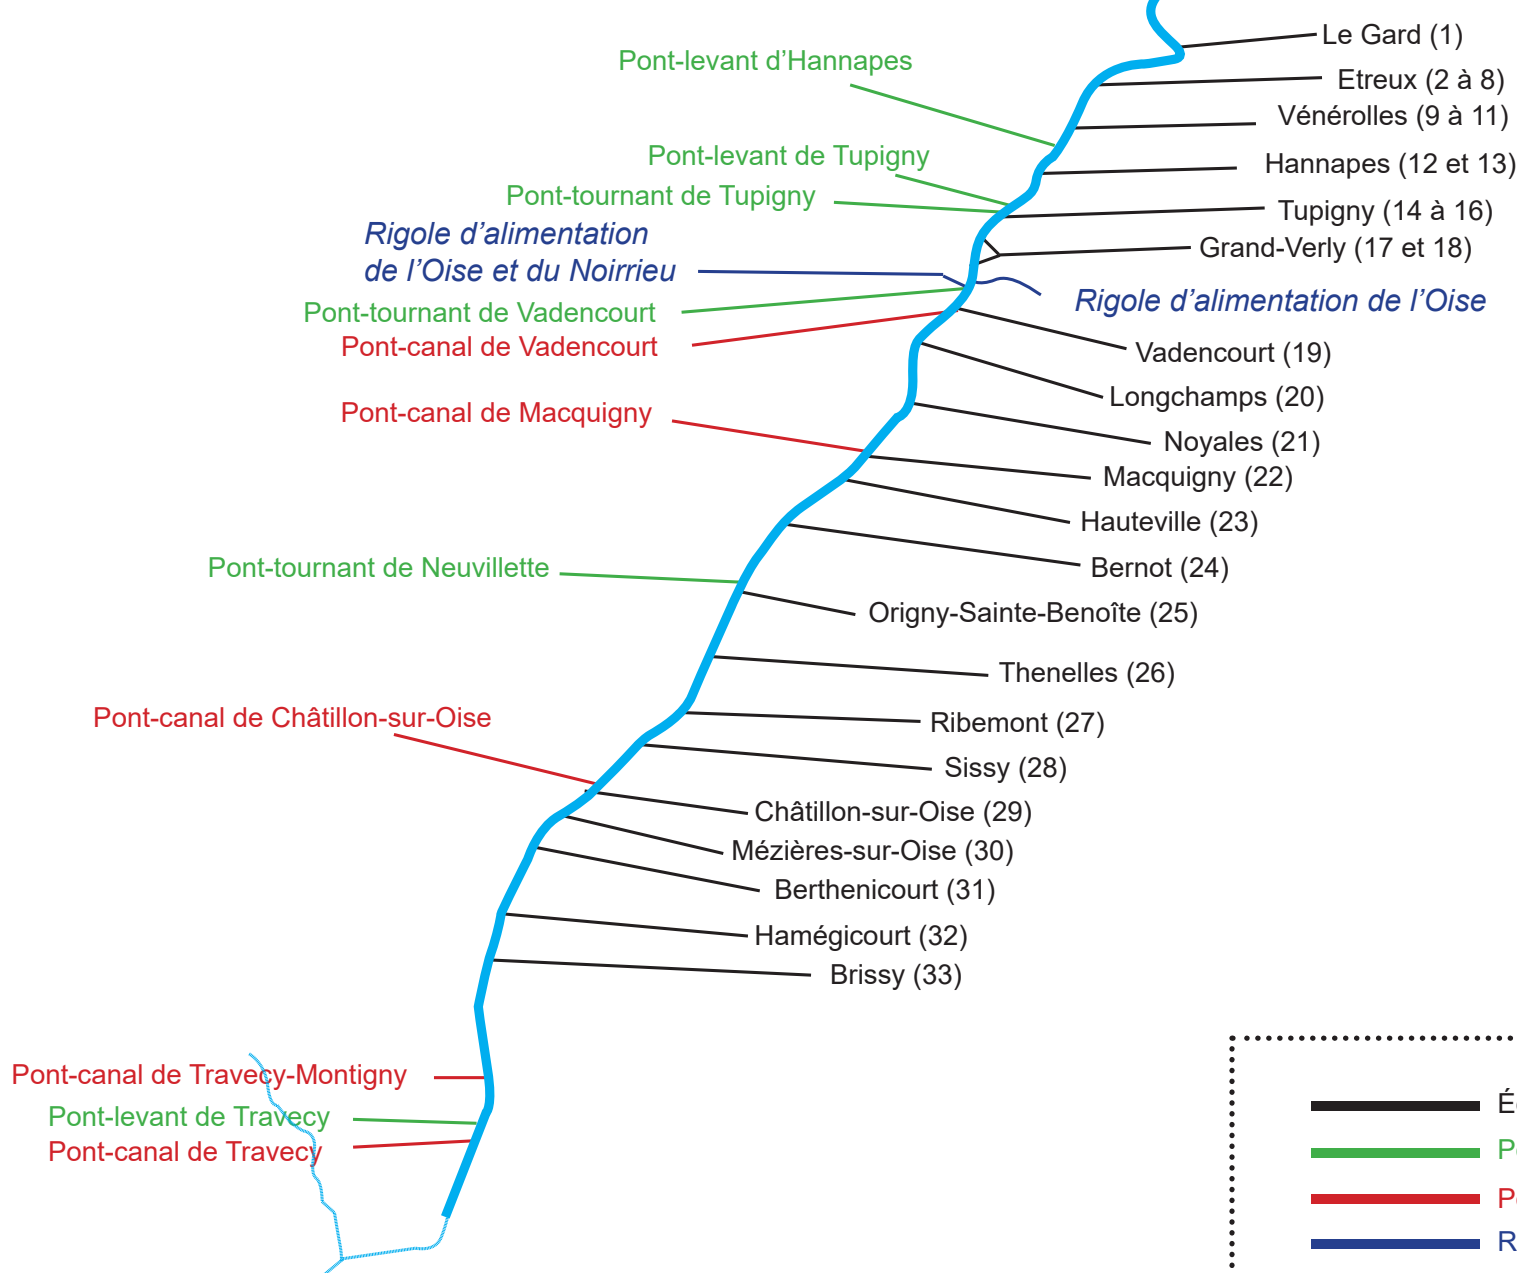 Le Gard (1)
Pont-levant d’Hannapes
Etreux (2 à 8)
Vénérolles (9 à 11)
Pont-levant de Tupigny
Hannapes (12 et 13)
Pont-tournant de Tupigny
Tupigny (14 à 16)
Rigole d’alimentation
de l’Oise et du Noirrieu
Grand-Verly (17 et 18)
Rigole d’alimentation de l’Oise
Pont-tournant de Vadencourt
Pont-canal de Vadencourt
Vadencourt (19)
Longchamps (20)
Pont-canal de Macquigny
Noyales (21)
Macquigny (22)
Hauteville (23)
Bernot (24)
Pont-tournant de Neuvillette
Origny-Sainte-Benoîte (25)
Thenelles (26)
Pont-canal de Châtillon-sur-Oise
Ribemont (27)
Sissy (28)
Châtillon-sur-Oise (29)
Mézières-sur-Oise (30)
Berthenicourt (31)
Hamégicourt (32)
Brissy (33)
Pont-canal de Travecy-Montigny
Pont-levant de Travecy
Pont-canal de Travecy